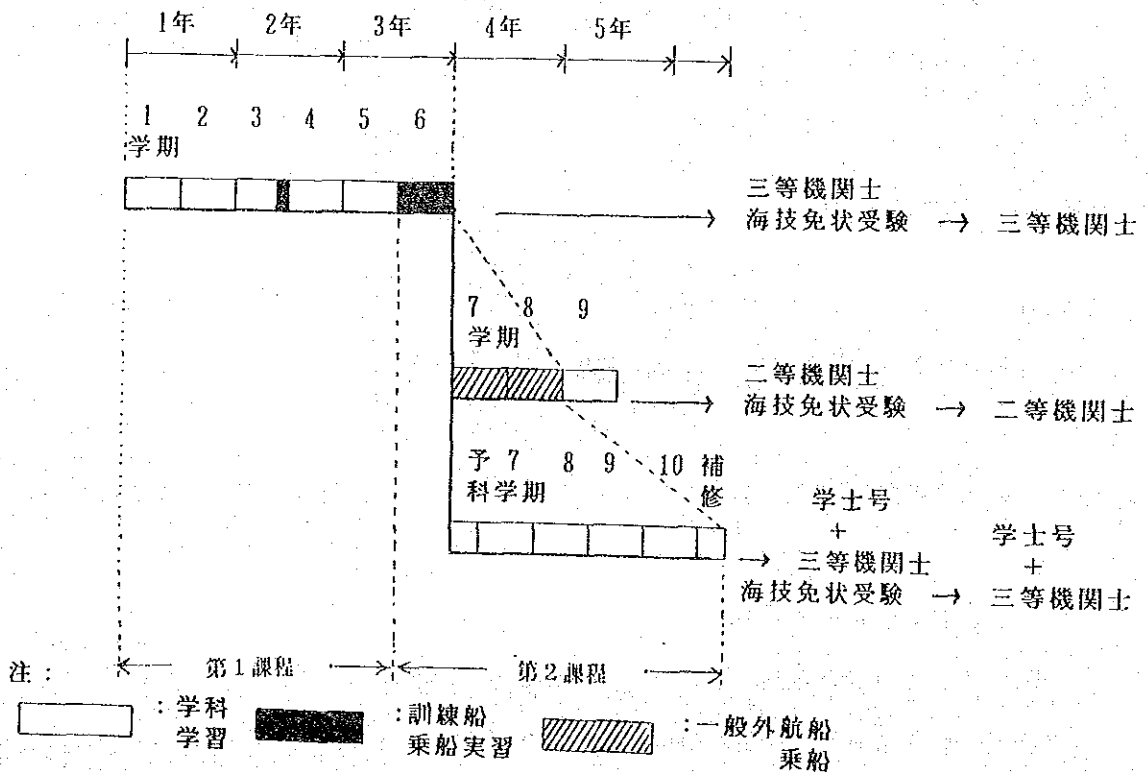 1年 2年 3年 4年 5年
1 2 3 4 5 6
学期
三等機関士
海技免状受験 → 三等機関士
7 8 9
学期
二等機関士
海技免状受験 → 二等機関士
予 7 8 9 10 補
科学期 修
学士号
+
→ 三等機関士
海技免状受験 →
学士号
+
三等機関士
注: 第1課程 第2課程
:学科
学習
:訓練船
乗船実習
:一般外航船
乗船